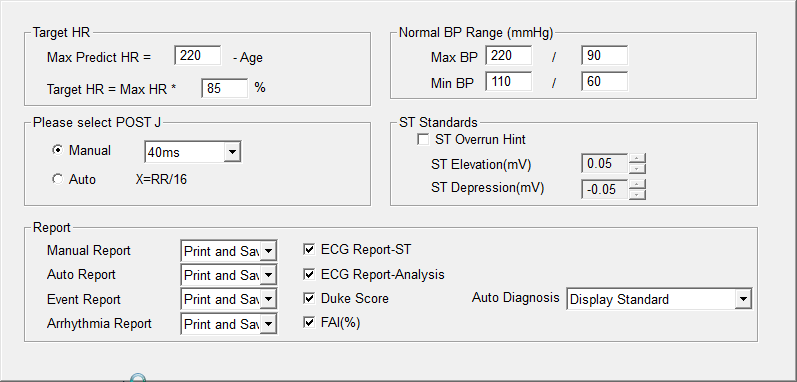 Target HR
Max Predict HR = 220 - Age
Target HR = Max HR * 85 %
Normal BP Range (mmHg)
Max BP 220 / 90
Min BP 110 / 60
Please select POST J
Manual 40ms
Auto X=RR/16
ST Standards
ST Overrun Hint
ST Elevation(mV) 0.05
ST Depression(mV) -0.05
Report
Manual Report Print and Sav ECG Report-ST
Auto Report Print and Sav ECG Report-Analysis
Event Report Print and Sav Duke Score Auto Diagnosis Display Standard
Arrhythmia Report Print and Sav FAI(%)